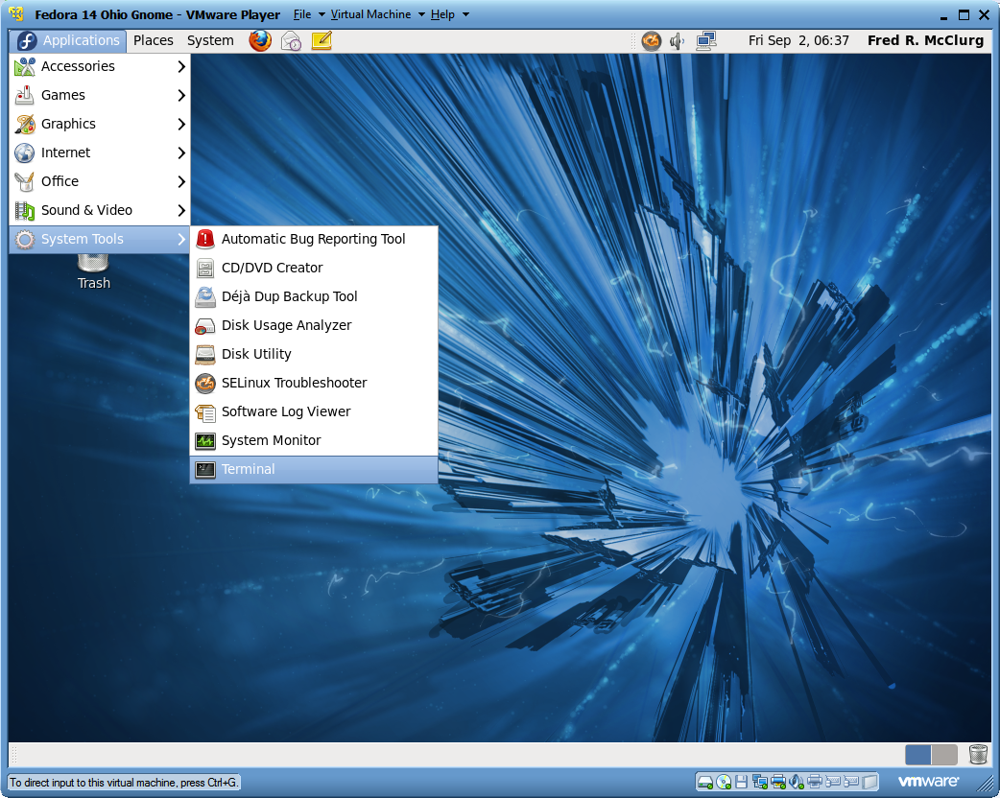 Fedora 14 Ohio Gnome - VMware Player File Virtual Machine Help
Applications Places System Fri Sep 2, 06:37 Fred R. McClurg
Accessories
Games
Graphics
Internet
Office
Sound & Video
System Tools
Automatic Bug Reporting Tool
CD/DVD Creator
Déjà Dup Backup Tool
Trash
Disk Usage Analyzer
Disk Utility
SELinux Troubleshooter
Software Log Viewer
System Monitor
Terminal
To direct input to this virtual machine, press Ctrl+G.
vmware